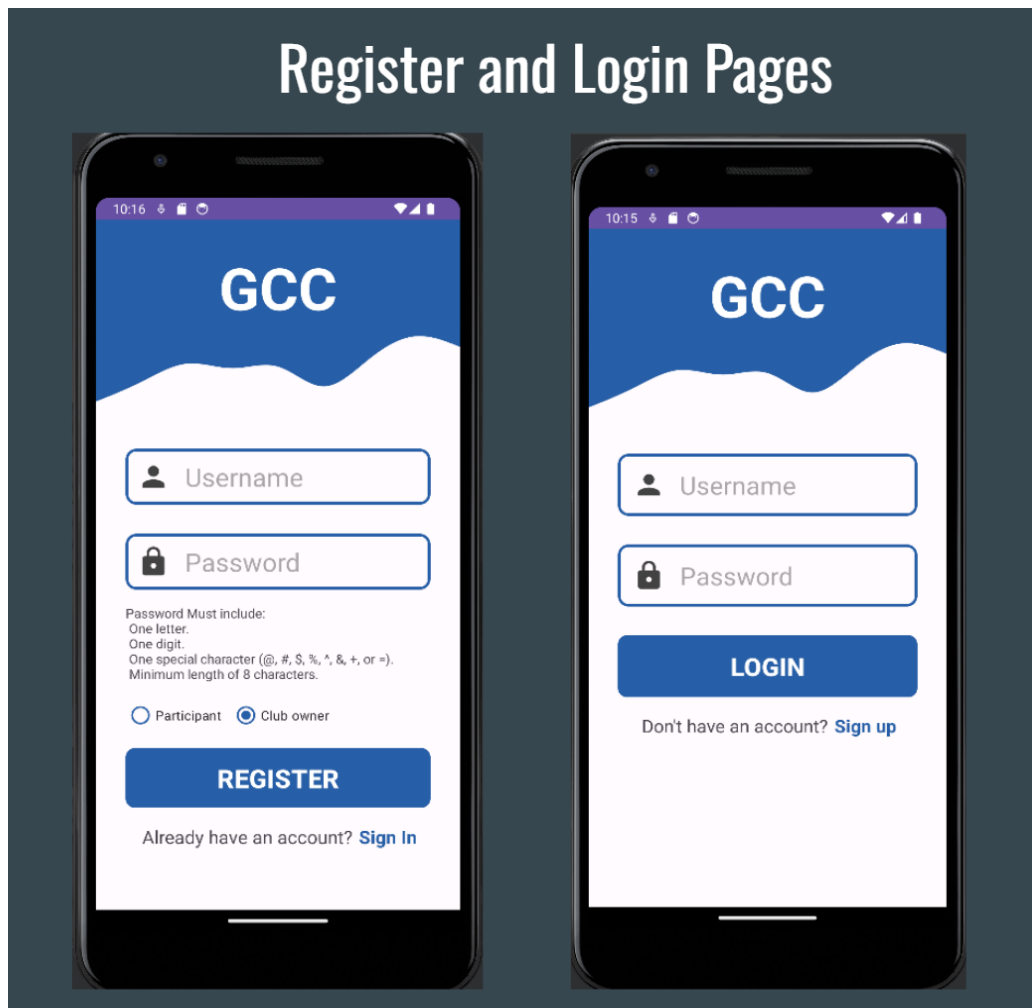 Register and Login Pages
10:16
GCC
Username
Password
Password Must include:
One letter.
One digit.
One special character (@, #, $, %, ^, &, +, or =).
Minimum length of 8 characters.
Participant Club owner
REGISTER
Already have an account? Sign In
10:15
GCC
Username
Password
LOGIN
Don't have an account? Sign up